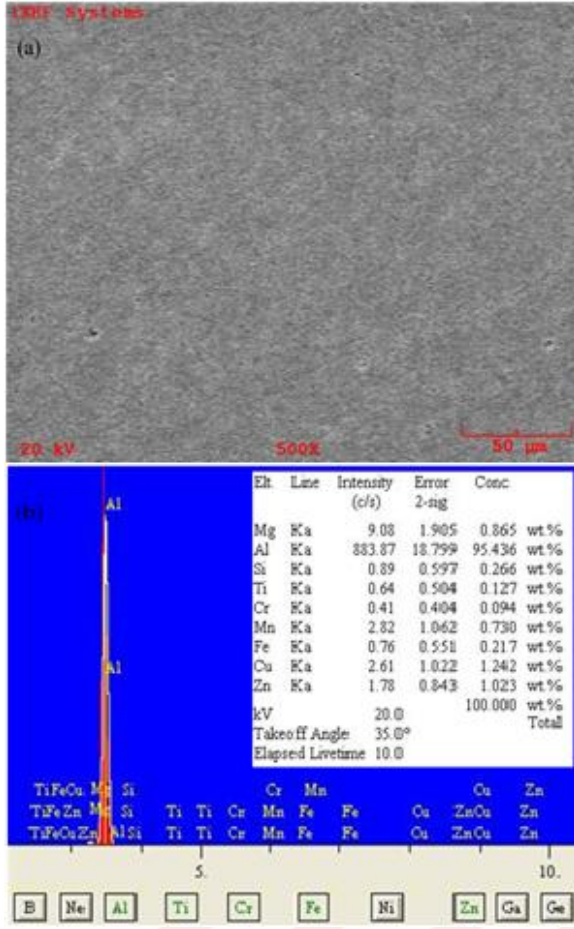 IXRF Systems
(a)
20 kV 500X 50 µm
(b)
Al
Al
Elt. Line Intensity Error Conc
(c/s) 2-sig
Mg Ka 9.08 1.905 0.865 wt.%
Al Ka 883.87 18.799 95.436 wt.%
Si Ka 0.89 0.597 0.266 wt.%
Ti Ka 0.64 0.504 0.127 wt.%
Cr Ka 0.41 0.404 0.094 wt.%
Mn Ka 2.82 1.062 0.730 wt.%
Fe Ka 0.76 0.551 0.217 wt.%
Cu Ka 2.61 1.022 1.242 wt.%
Zn Ka 1.78 0.843 1.023 wt.%
100.000 wt.%
Total
kV 20.0
Takeoff Angle 35.0°
Elapsed Livetime 10.0
TiFeCu Mg Si Cr Mn Cu Zn
TiFeZn Mg Si Ti Ti Cr Mn Fe Fe Cu ZnCu Zn
TiFeCuZn AlSi Ti Ti Cr Mn Fe Fe Cu ZnCu Zn
5. 10.
B Ne Al Ti Cr Fe Ni Zn Ga Ge